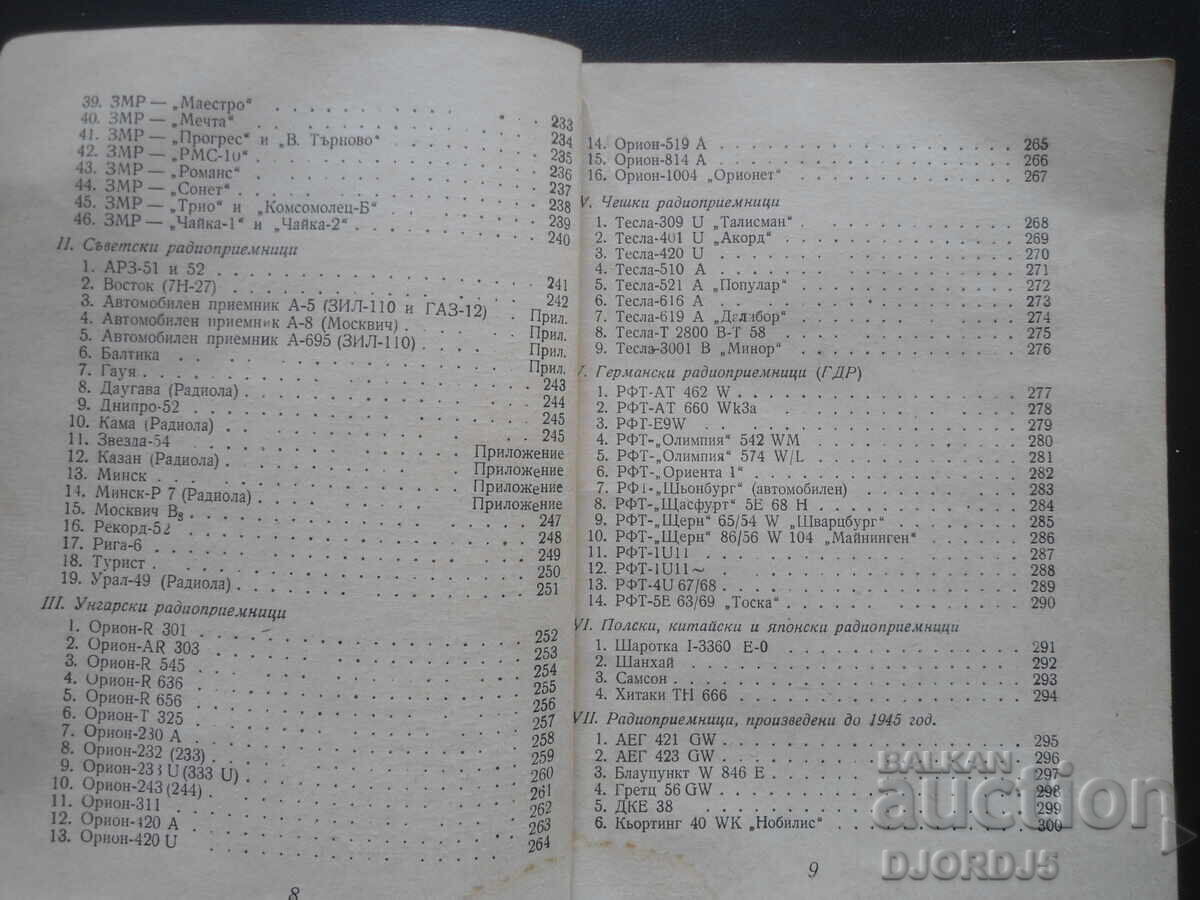 39. ЗМР — „Маестро“ . . . . . . . . 233
40. ЗМР — „Мечта“ . . . . . . . . 234
41. ЗМР — „Прогрес“ и „В. Търново“ . . . . . . 235
42. ЗМР — „РМС-10“ . . . . . . . . 236
43. ЗМР — „Романс“ . . . . . . . . 237
44. ЗМР — „Сонет“ . . . . . . . . 238
45. ЗМР — „Трио“ и „Комсомолец-Б“ . . . . . . 239
46. ЗМР — „Чайка-1“ и „Чайка-2“ . . . . . . 240
II. Съветски радиоприемници
1. АРЗ-51 и 52 . . . . . . . . 241
2. Восток (7Н-27) . . . . . . . . 242
3. Автомобилен приемник А-5 (ЗИЛ-110 и ГАЗ-12) . Прил.
4. Автомобилен приемник А-8 (Москвич) . . . . Прил.
5. Автомобилен приемник А-695 (ЗИЛ-110) . . . . Прил.
6. Балтика . . . . . . . . Прил.
7. Гауя . . . . . . . . 243
8. Даугава (Радиола) . . . . . . . . 244
9. Днипро-52 . . . . . . . . 245
10. Кама (Радиола) . . . . . . . . 245
11. Звезда-54 . . . . . . Приложение
12. Казан (Радиола) . . . . . . Приложение
13. Минск . . . . . . Приложение
14. Минск-Р 7 (Радиола) . . . . . . Приложение
15. Москвич В₃ . . . . . . . . 247
16. Рекорд-52 . . . . . . . . 248
17. Рига-6 . . . . . . . . 249
18. Турист . . . . . . . . 250
19. Урал-49 (Радиола) . . . . . . . . 251
III. Унгарски радиоприемници
1. Орион-R 301 . . . . . . . . 252
2. Орион-AR 303 . . . . . . . . 253
3. Орион-R 545 . . . . . . . . 254
4. Орион-R 636 . . . . . . . . 255
5. Орион-R 656 . . . . . . . . 256
6. Орион-Т 325 . . . . . . . . 257
7. Орион-230 А . . . . . . . . 258
8. Орион-232 (233) . . . . . . . . 259
9. Орион-233 U (333 U) . . . . . . . . 260
10. Орион-243 (244) . . . . . . . . 261
11. Орион-311 . . . . . . . . 262
12. Орион-420 А . . . . . . . . 263
13. Орион-420 U . . . . . . . . 264
8
14. Орион-519 А . . . . . . . . 265
15. Орион-814 А . . . . . . . . 266
16. Орион-1004 „Орионет“ . . . . . . . . 267
V. Чешки радиоприемници
1. Тесла-309 U „Талисман“ . . . . . . . . 268
2. Тесла-401 U „Акорд“ . . . . . . . . 269
3. Тесла-420 U . . . . . . . . 270
4. Тесла-510 А . . . . . . . . 271
5. Тесла-521 А „Популар“ . . . . . . . . 272
6. Тесла-616 А . . . . . . . . 273
7. Тесла-619 А „Далибор“ . . . . . . . . 274
8. Тесла-Т 2800 В-Т 58 . . . . . . . . 275
9. Тесла-3001 В „Минор“ . . . . . . . . 276
. Германски радиоприемници (ГДР)
1. РФТ-АТ 462 W . . . . . . . . 277
2. РФТ-АТ 660 Wk3a . . . . . . . . 278
3. РФТ-Е9W . . . . . . . . 279
4. РФТ-„Олимпия“ 542 WM . . . . . . . . 280
5. РФТ-„Олимпия“ 574 W/L . . . . . . . . 281
6. РФТ-„Ориента 1“ . . . . . . . . 282
7. РФТ-„Шьонбург“ (автомобилен) . . . . . . . . 283
8. РФТ-„Щасфурт“ 5Е 68 Н . . . . . . . . 284
9. РФТ-„Щерн“ 65/54 W „Шварцбург“ . . . . . . 285
10. РФТ-„Щерн“ 86/56 W 104 „Майнинген“ . . . . . . 286
11. РФТ-1U11 . . . . . . . . 287
12. РФТ-1U11~ . . . . . . . . 288
13. РФТ-4U 67/68 . . . . . . . . 289
14. РФТ-5Е 63/69 „Тоска“ . . . . . . . . 290
VI. Полски, китайски и японски радиоприемници
1. Шаротка I-3360 Е-0 . . . . . . . . 291
2. Шанхай . . . . . . . . 292
3. Самсон . . . . . . . . 293
4. Хитаки ТН 666 . . . . . . . . 294
VII. Радиоприемници, произведени до 1945 год.
1. АЕГ 421 GW . . . . . . . . 295
2. АЕГ 423 GW . . . . . . . . 296
3. Блаупункт W 846 Е . . . . . . . . 297
4. Гретц 56 GW . . . . . . . . 298
5. ДКЕ 38 . . . . . . . . 299
6. Кьортинг 40 WK „Нобилис“ . . . . . . . . 300
9
BALKAN
auction
DJORDJ5